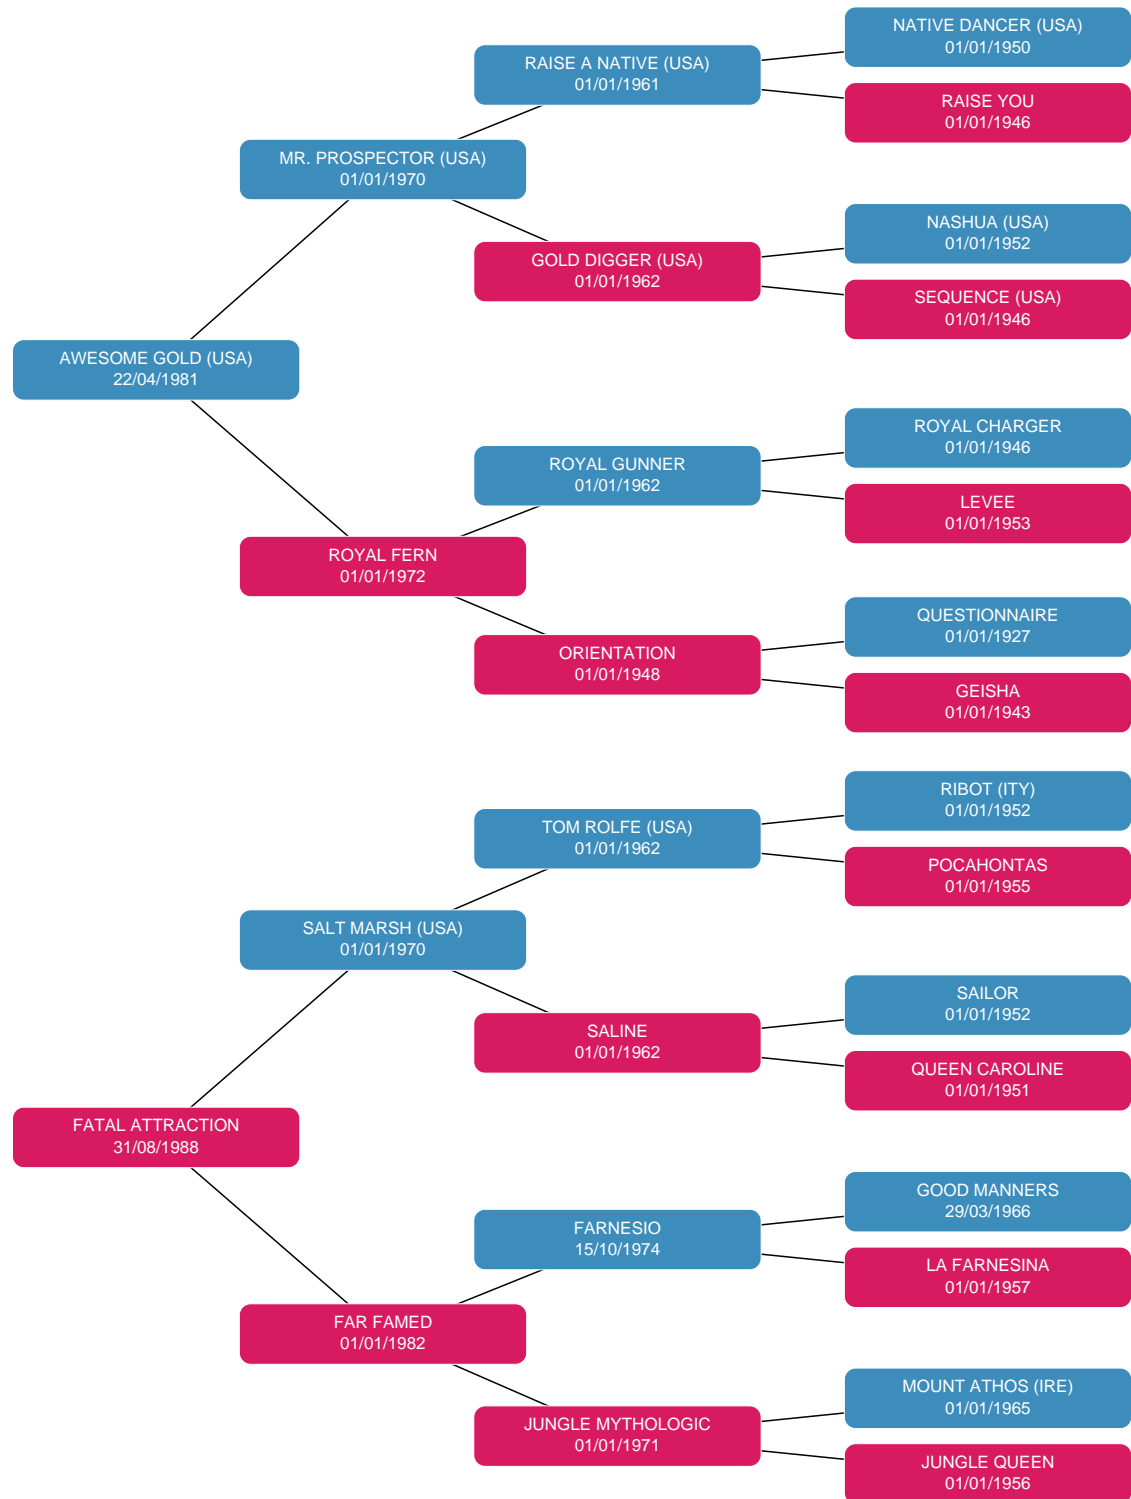 NATIVE DANCER (USA)
01/01/1950
RAISE A NATIVE (USA)
01/01/1961
RAISE YOU
01/01/1946
MR. PROSPECTOR (USA)
01/01/1970
NASHUA (USA)
01/01/1952
GOLD DIGGER (USA)
01/01/1962
SEQUENCE (USA)
01/01/1946
AWESOME GOLD (USA)
22/04/1981
ROYAL CHARGER
01/01/1946
ROYAL GUNNER
01/01/1962
LEVEE
01/01/1953
ROYAL FERN
01/01/1972
QUESTIONNAIRE
01/01/1927
ORIENTATION
01/01/1948
GEISHA
01/01/1943
RIBOT (ITY)
01/01/1952
TOM ROLFE (USA)
01/01/1962
POCAHONTAS
01/01/1955
SALT MARSH (USA)
01/01/1970
SAILOR
01/01/1952
SALINE
01/01/1962
QUEEN CAROLINE
01/01/1951
FATAL ATTRACTION
31/08/1988
GOOD MANNERS
29/03/1966
FARNESIO
15/10/1974
LA FARNESINA
01/01/1957
FAR FAMED
01/01/1982
MOUNT ATHOS (IRE)
01/01/1965
JUNGLE MYTHOLOGIC
01/01/1971
JUNGLE QUEEN
01/01/1956